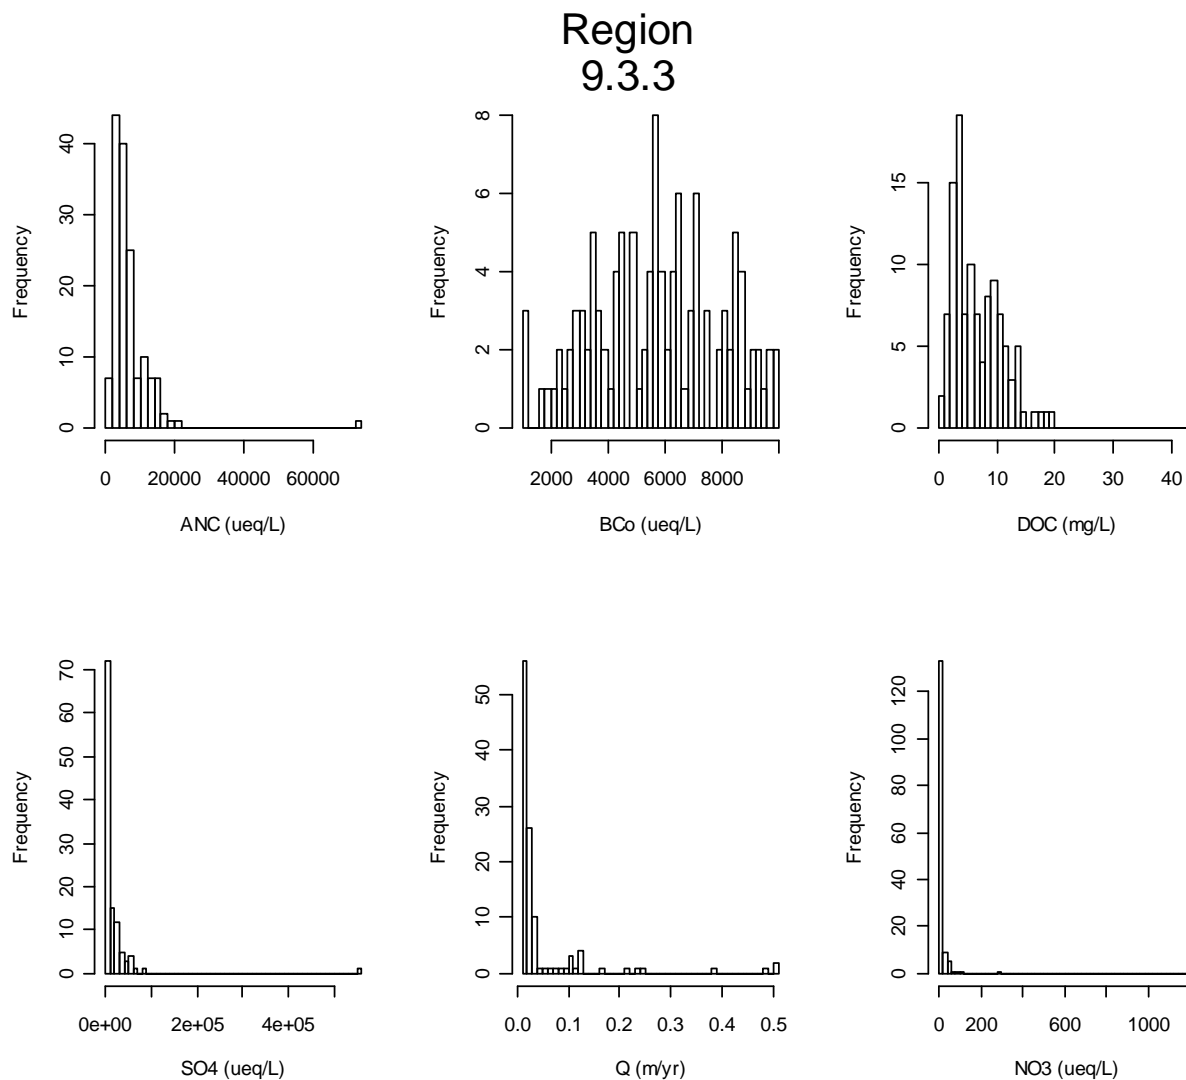 Region
9.3.3
Frequency
0 10 20 30 40
0 20000 40000 60000
ANC (ueq/L)
Frequency
0 2 4 6 8
2000 4000 6000 8000
BCo (ueq/L)
Frequency
0 5 10 15
0 10 20 30 40
DOC (mg/L)
Frequency
0 10 20 30 40 50 60 70
0e+00 2e+05 4e+05
SO4 (ueq/L)
Frequency
0 10 20 30 40 50
0.0 0.1 0.2 0.3 0.4 0.5
Q (m/yr)
Frequency
0 20 40 60 80 100 120
0 200 600 1000
NO3 (ueq/L)